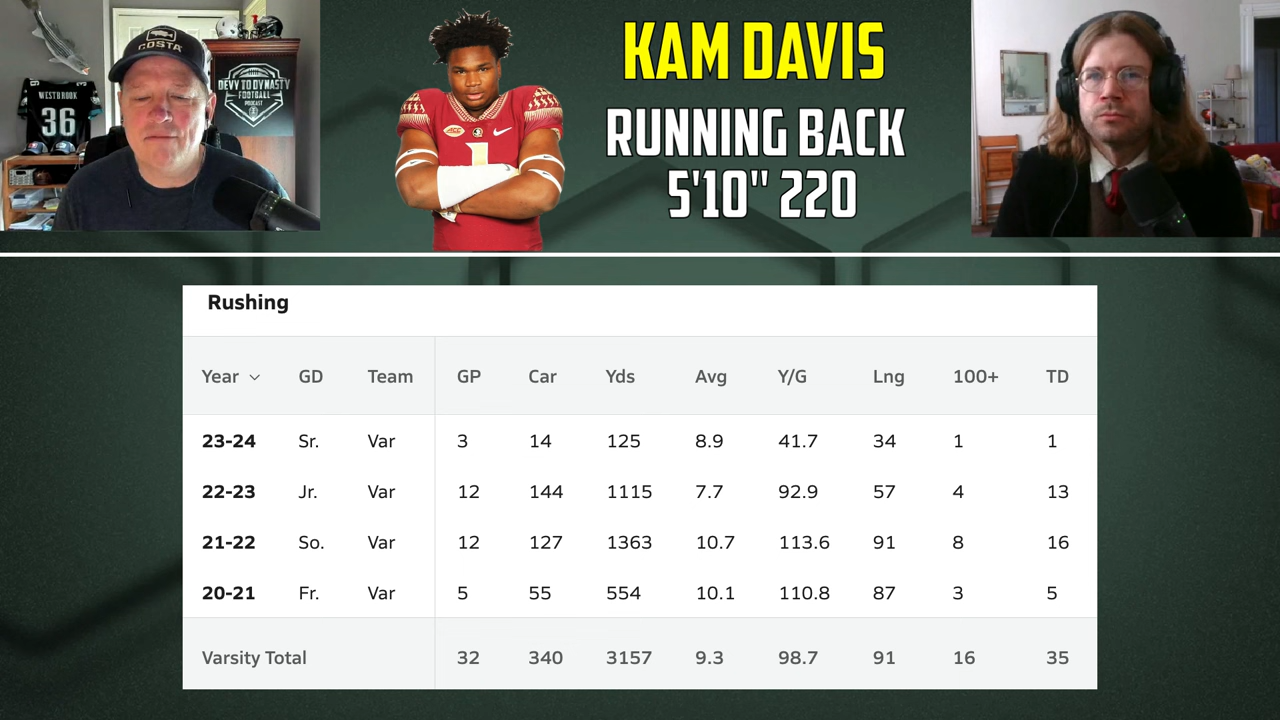 COSTA
WESTBROOK
36
DEVY TO DYNASTY
FOOTBALL
PODCAST
KAM DAVIS
RUNNING BACK
5'10" 220
ACC
1
Rushing
Year GD Team GP Car Yds Avg Y/G Lng 100+ TD
23-24 Sr. Var 3 14 125 8.9 41.7 34 1 1
22-23 Jr. Var 12 144 1115 7.7 92.9 57 4 13
21-22 So. Var 12 127 1363 10.7 113.6 91 8 16
20-21 Fr. Var 5 55 554 10.1 110.8 87 3 5
Varsity Total 32 340 3157 9.3 98.7 91 16 35